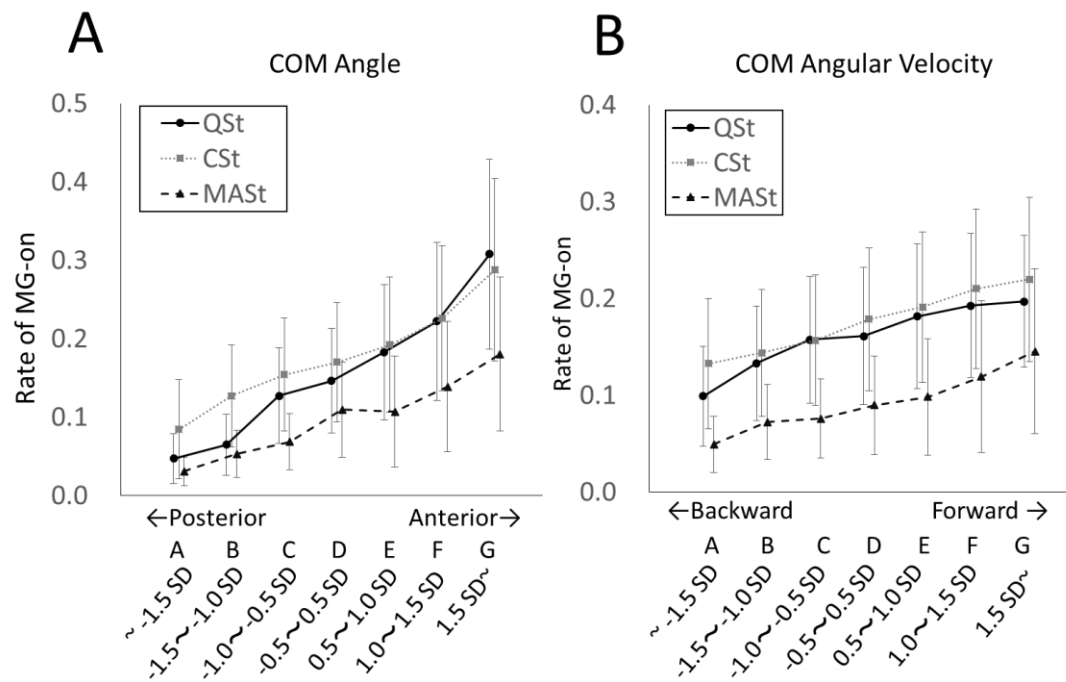 A
COM Angle
Rate of MG-on
0.5
0.4
0.3
0.2
0.1
0.0
QSt
CSt
MASt
←Posterior Anterior→
A B C D E F G
~ -1.5 SD
-1.5~ -1.0 SD
-1.0~ -0.5 SD
-0.5~0.5 SD
0.5~1.0 SD
1.0~1.5 SD
1.5 SD~
B
COM Angular Velocity
Rate of MG-on
0.4
0.3
0.2
0.1
0.0
QSt
CSt
MASt
←Backward Forward →
A B C D E F G
~ -1.5 SD
-1.5~ -1.0 SD
-1.0~ -0.5 SD
-0.5~0.5 SD
0.5~1.0 SD
1.0~1.5 SD
1.5 SD~